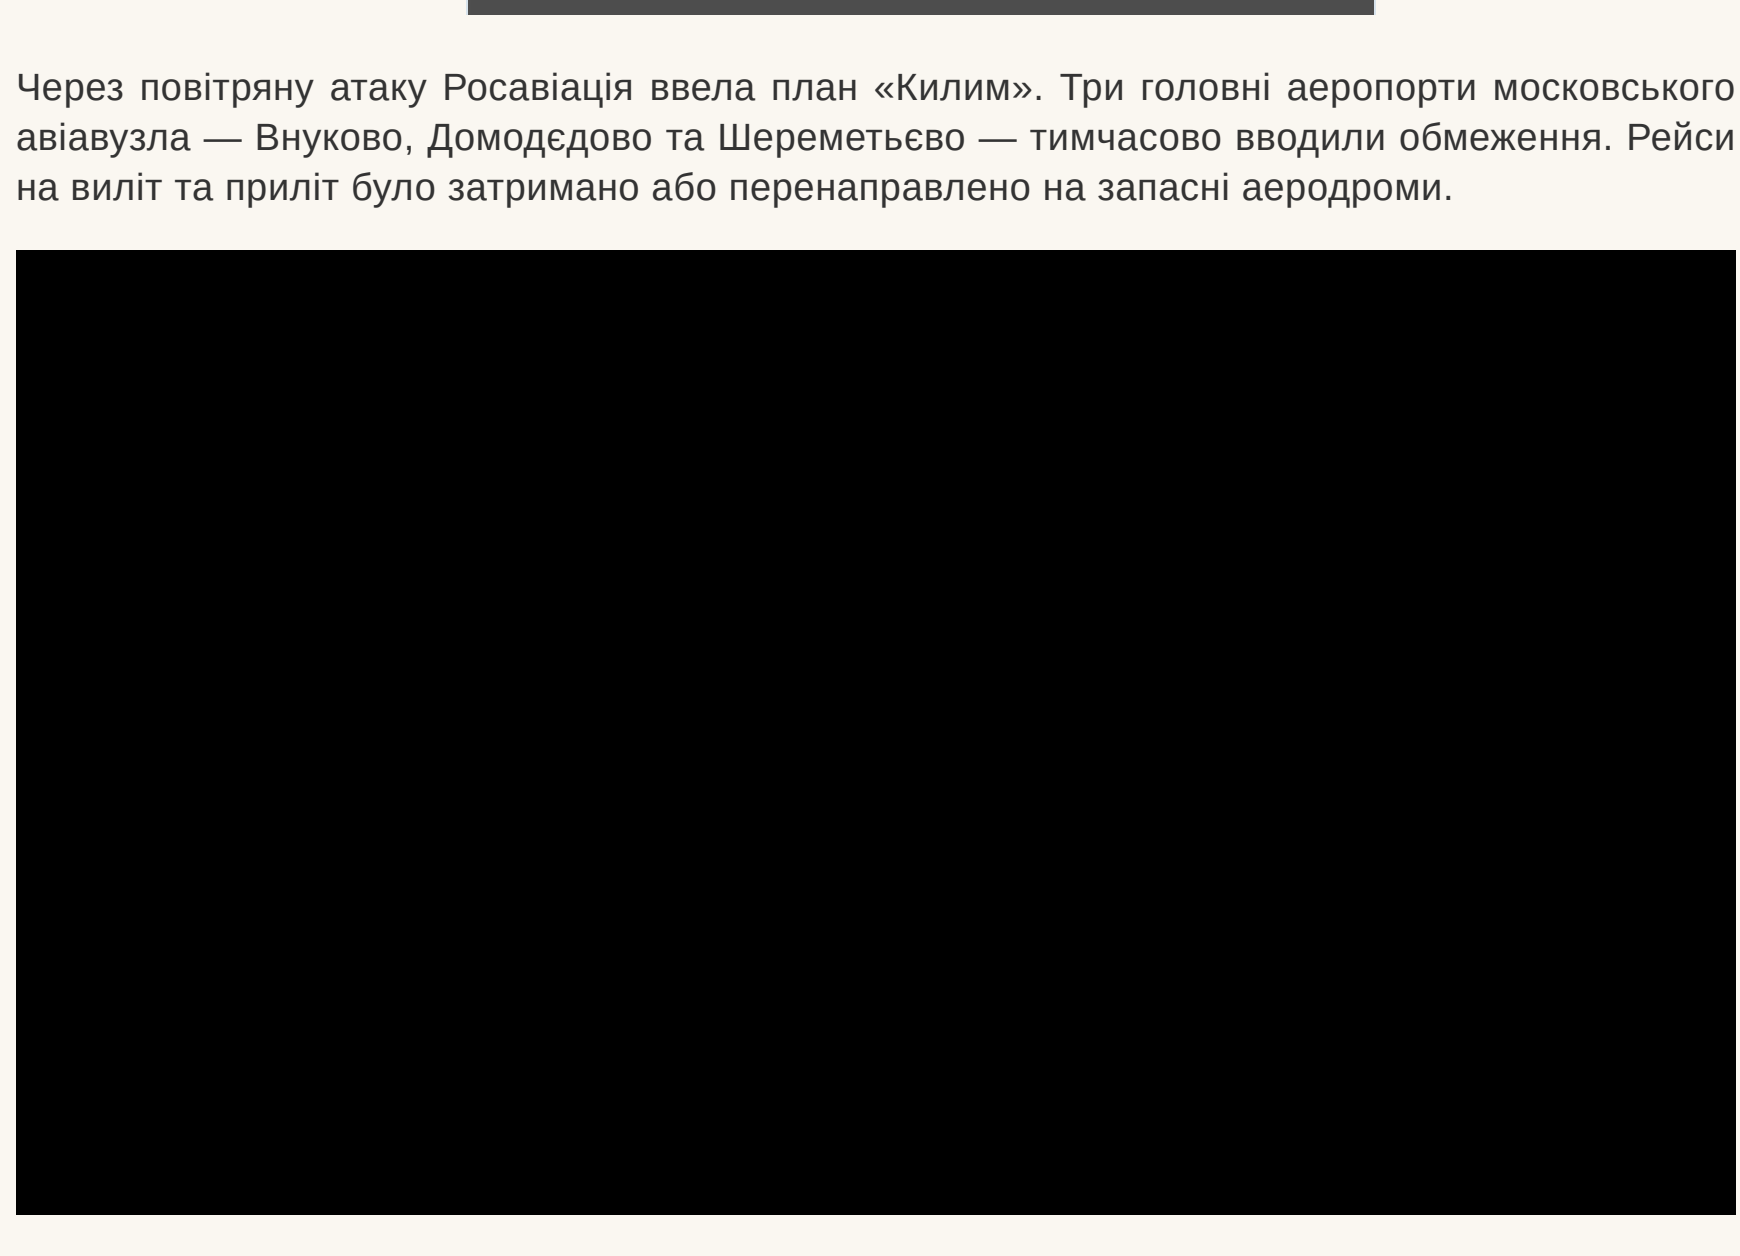 Через повітряну атаку Росавіація ввела план «Килим». Три головні аеропорти московського
авіавузла — Внуково, Домодєдово та Шереметьєво — тимчасово вводили обмеження. Рейси
на виліт та приліт було затримано або перенаправлено на запасні аеродроми.